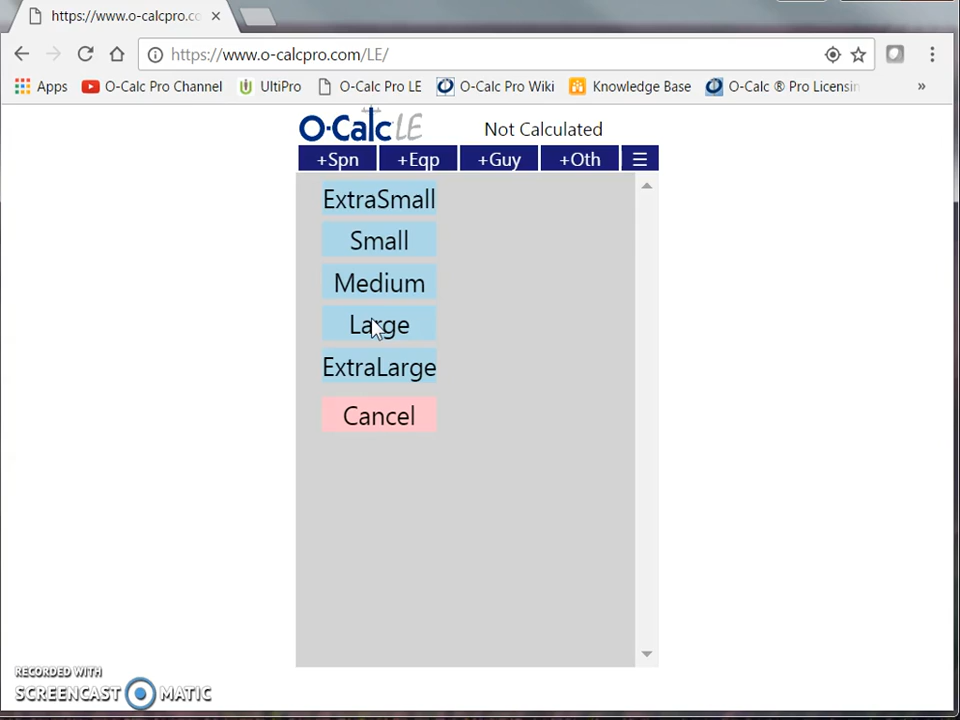 https://www.o-calcpro.co
https://www.o-calcpro.com/LE/
Apps O-Calc Pro Channel UltiPro O-Calc Pro LE O-Calc Pro Wiki Knowledge Base O-Calc ® Pro Licensin »
O-Calc LE Not Calculated
+Spn +Eqp +Guy +Oth ☰
ExtraSmall
Small
Medium
Large
ExtraLarge
Cancel
RECORDED WITH
SCREENCAST MATIC